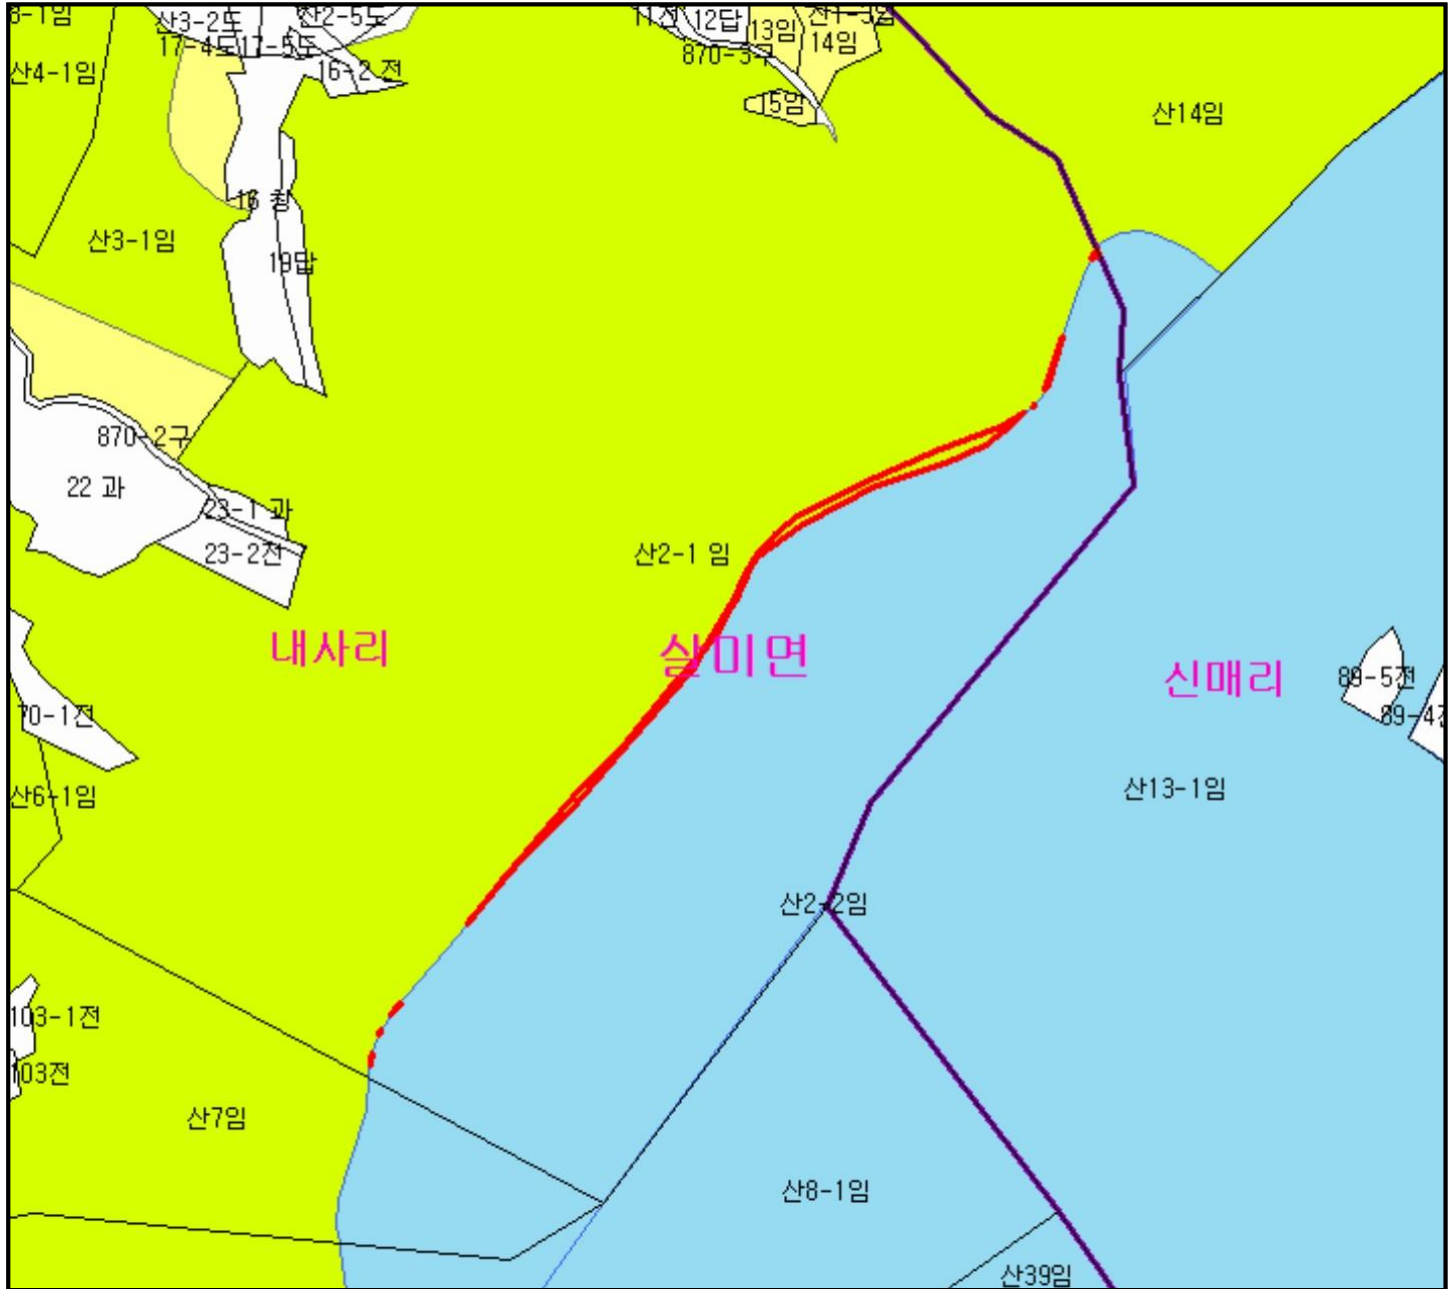 산3-2도
산2-5도
12답
13임
17-4도
17-5도
14임
870-3구
산4-1임
16-2 전
15임
산14임
산3-1임
19답
870-2구
22 과
23-1 과
23-2전
산2-1 임
내사리
살미면
신매리
89-5전
70-1전
산6-1임
산13-1임
산2-2임
103-1전
103전
산7임
산8-1임
산39임